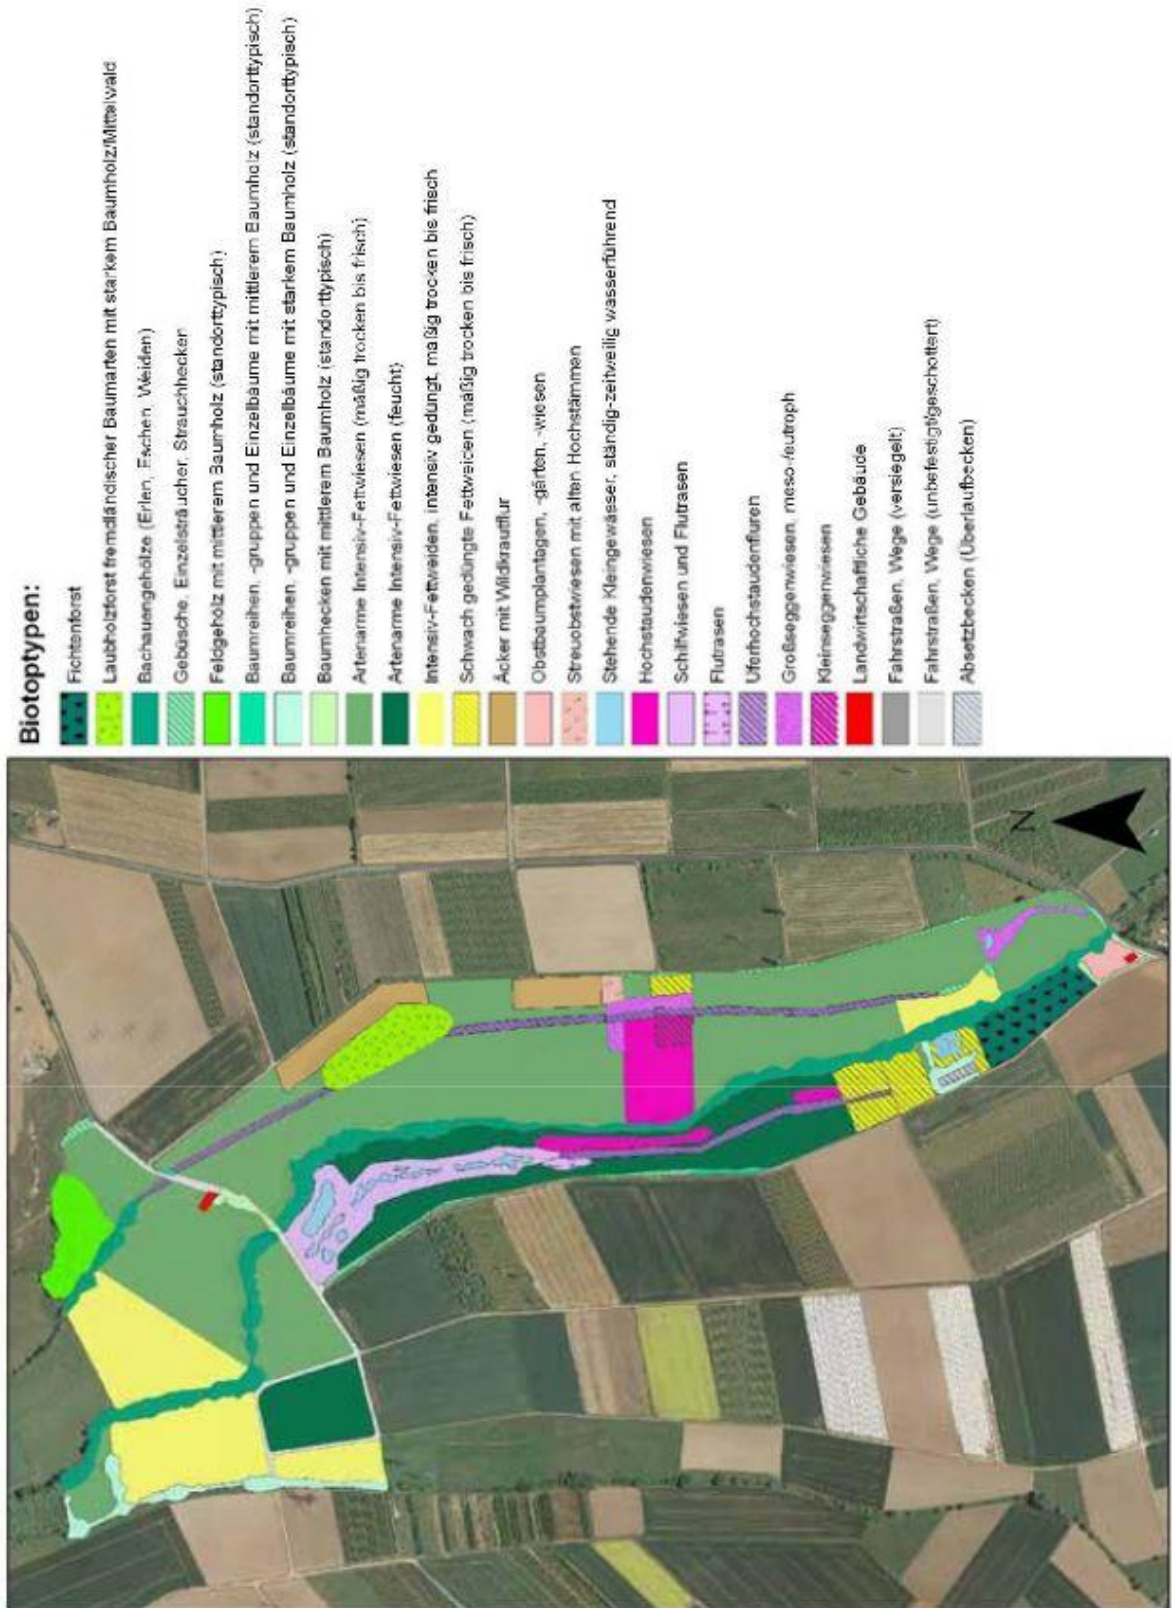 Biotoptypen:
Fichtenforst
Laubholzforst fremdländischer Baumarten mit starkem Baumholz/Mittelwald
Bachauengehölze (Erlen, Eschen, Weiden)
Gebüsche, Einzelsträucher, Strauchhecken
Feldgehölz mit mittlerem Baumholz (standorttypisch)
Baumreihen, -gruppen und Einzelbäume mit mittlerem Baumholz (standorttypisch)
Baumreihen, -gruppen und Einzelbäume mit starkem Baumholz (standorttypisch)
Baumhecken mit mittlerem Baumholz (standorttypisch)
Artenarme Intensiv-Fettwiesen (mäßig trocken bis frisch)
Artenarme Intensiv-Fettwiesen (feucht)
Intensiv-Fettweiden, intensiv gedüngt, mäßig trocken bis frisch
Schwach gedüngte Fettweiden (mäßig trocken bis frisch)
Äcker mit Wildkrautflur
Obstbaumplantagen, -gärten, -wiesen
Streuobstwiesen mit alten Hochstämmen
Stehende Kleingewässer, ständig-zeitweilig wasserführend
Hochstaudenwiesen
Schilfwiesen und Flutrasen
Flutrasen
Uferhochstaudenfluren
Großseggenwiesen, meso-/eutroph
Kleinseggenwiesen
Landwirtschaftliche Gebäude
Fahrstraßen, Wege (versiegelt)
Fahrstraßen, Wege (unbefestigt/geschottert)
Absetzbecken (Überlaufbecken)
N